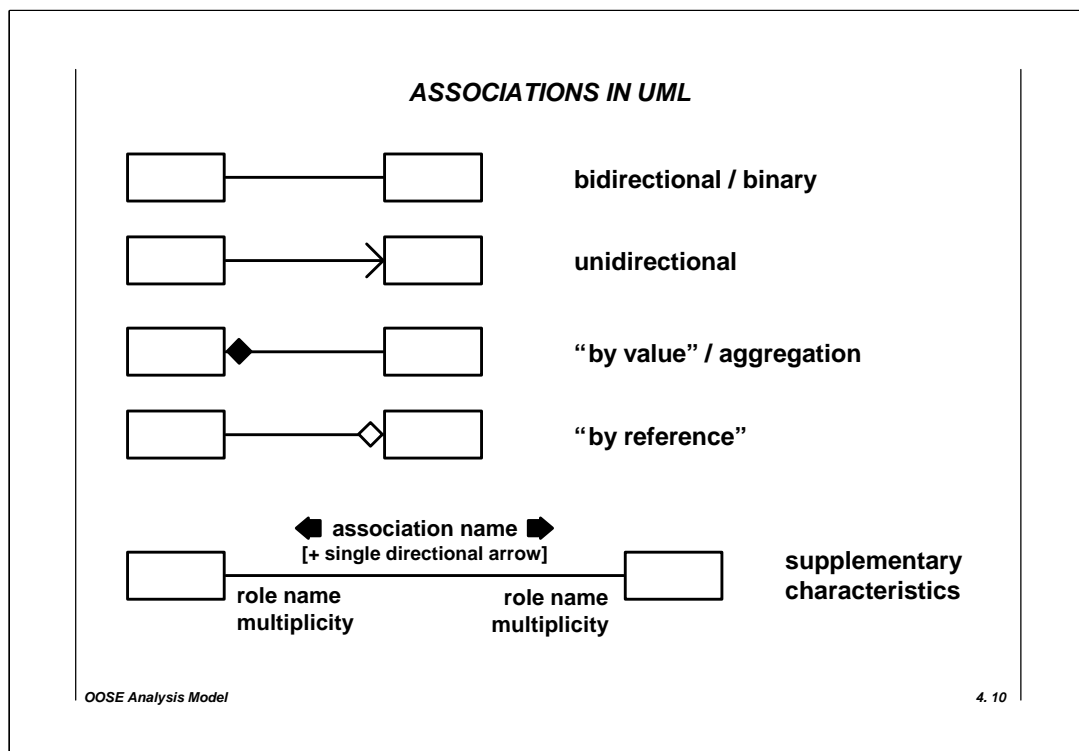 ASSOCIATIONS IN UML
bidirectional / binary
unidirectional
“by value” / aggregation
“by reference”
association name
[+ single directional arrow]
role name
multiplicity
role name
multiplicity
supplementary
characteristics
OOSE Analysis Model
4. 10